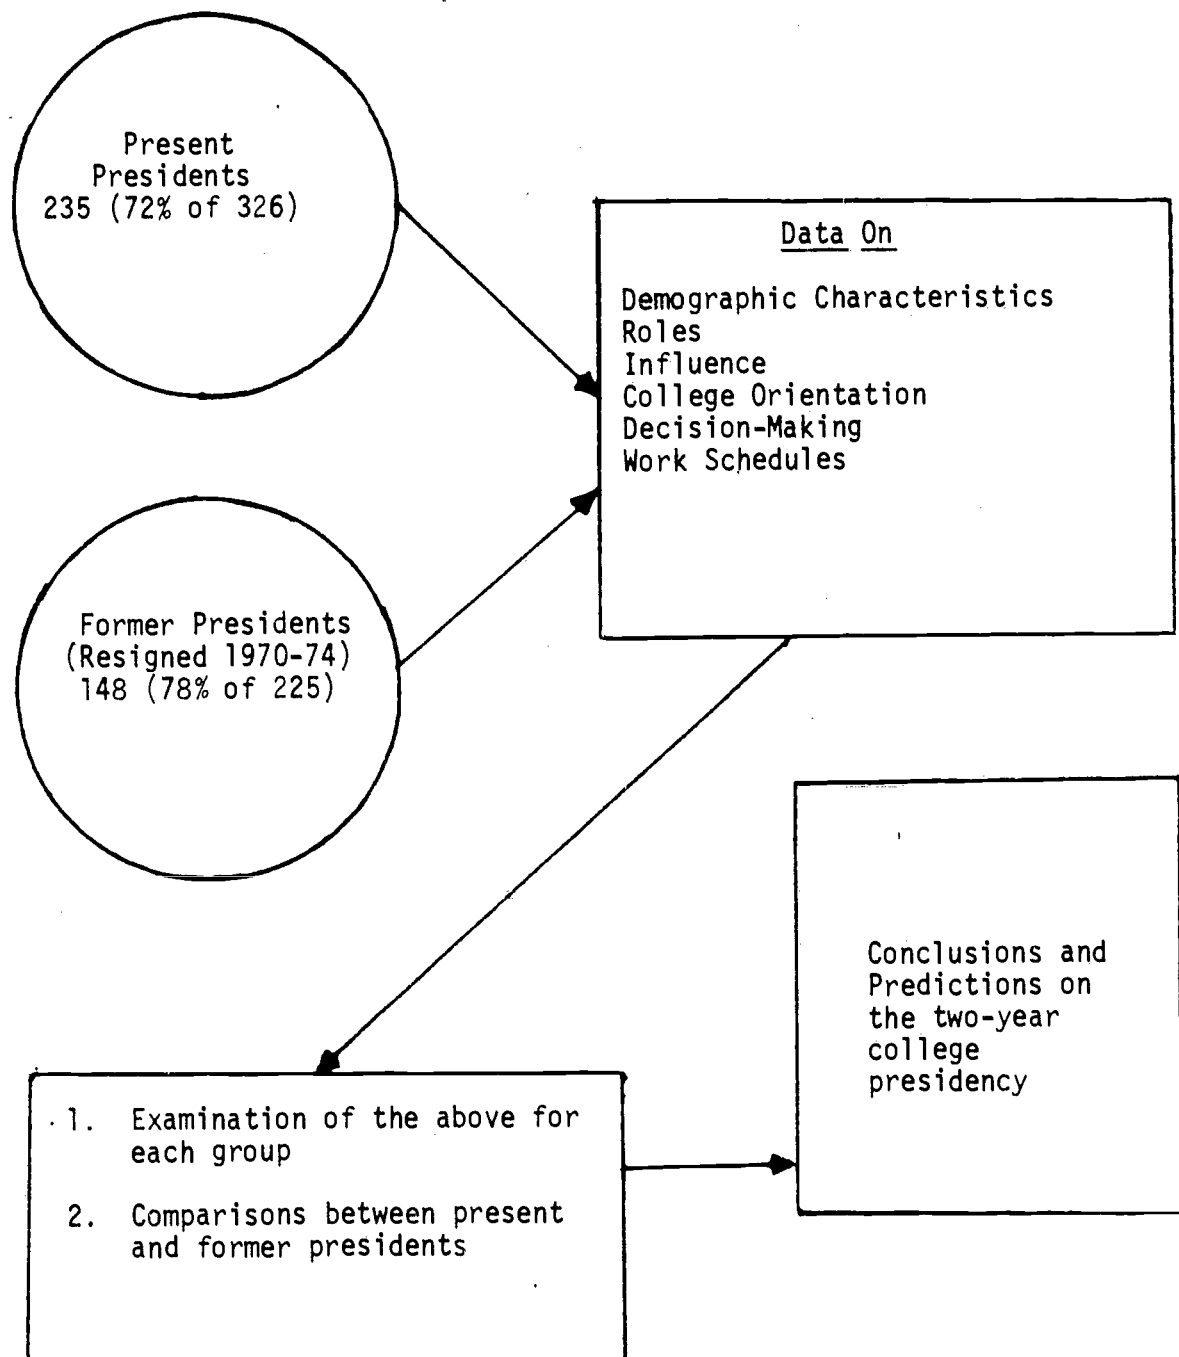 Present
Presidents
235 (72% of 326)
Data On
Demographic Characteristics
Roles
Influence
College Orientation
Decision-Making
Work Schedules
Former Presidents
(Resigned 1970-74)
148 (78% of 225)
Conclusions and
Predictions on
the two-year
college
presidency
1. Examination of the above for
each group
2. Comparisons between present
and former presidents